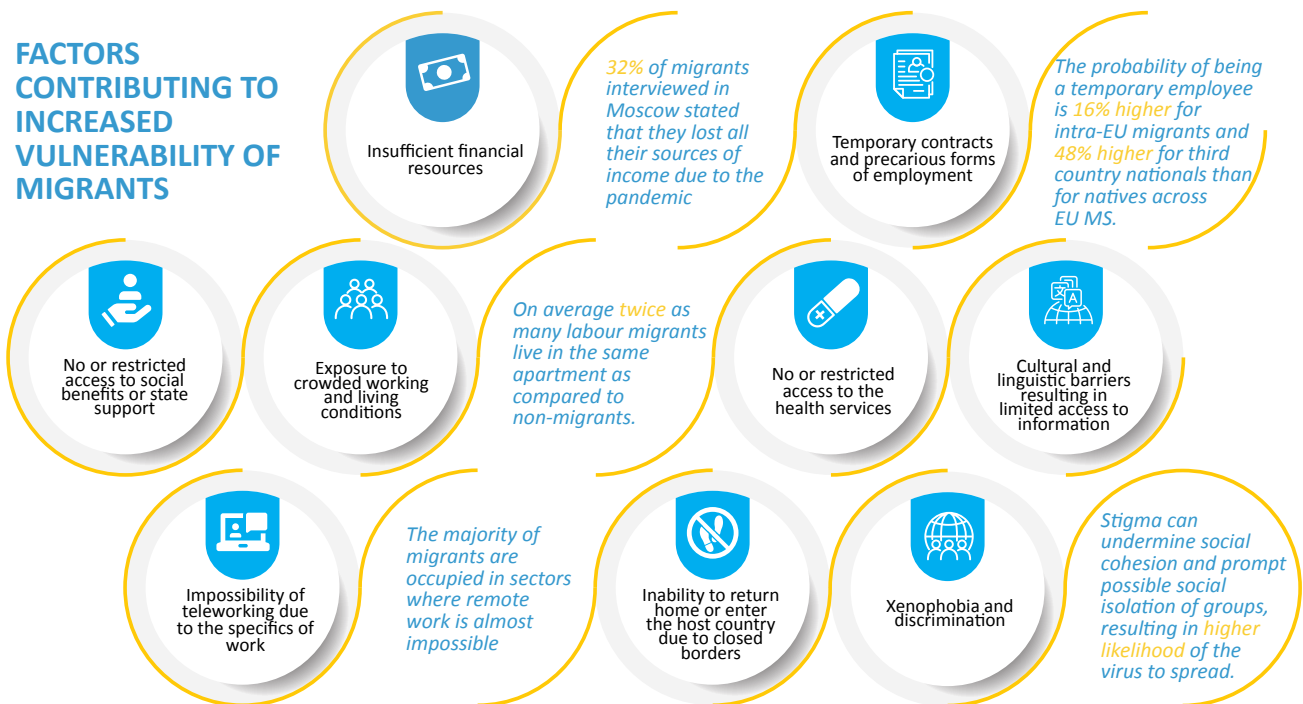 FACTORS
CONTRIBUTING TO
INCREASED
VULNERABILITY OF
MIGRANTS
Insufficient financial
resources
32% of migrants
interviewed in
Moscow stated
that they lost all
their sources of
income due to the
pandemic
Temporary contracts
and precarious forms
of employment
The probability of being
a temporary employee
is 16% higher for
intra-EU migrants and
48% higher for third
country nationals than
for natives across
EU MS.
No or restricted
access to social
benefits or state
support
Exposure to
crowded working
and living
conditions
On average twice as
many labour migrants
live in the same
apartment as
compared to
non-migrants.
No or restricted
access to the
health services
A
Cultural and
linguistic barriers
resulting in
limited access to
information
Impossibility of
teleworking due
to the specifics of
work
The majority of
migrants are
occupied in sectors
where remote
work is almost
impossible
Inability to return
home or enter
the host country
due to closed
borders
Xenophobia and
discrimination
Stigma can
undermine social
cohesion and prompt
possible social
isolation of groups,
resulting in higher
likelihood of the
virus to spread.